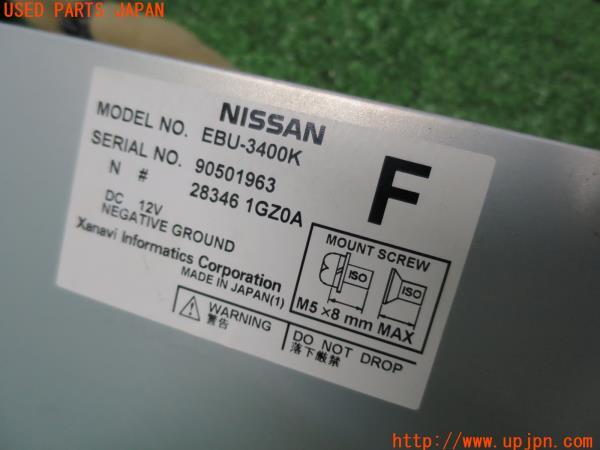 USED PARTS JAPAN
NISSAN
MODEL NO. EBU-3400K
SERIAL NO. 90501963
N # 28346 1GZ0A
F
DC 12V
NEGATIVE GROUND
Xanavi Informatics Corporation
MADE IN JAPAN(1)
MOUNT SCREW
ISO ISO
M5 ×8 mm MAX
WARNING
警告
DO NOT DROP
落下厳禁
http://www.upjpn.com/